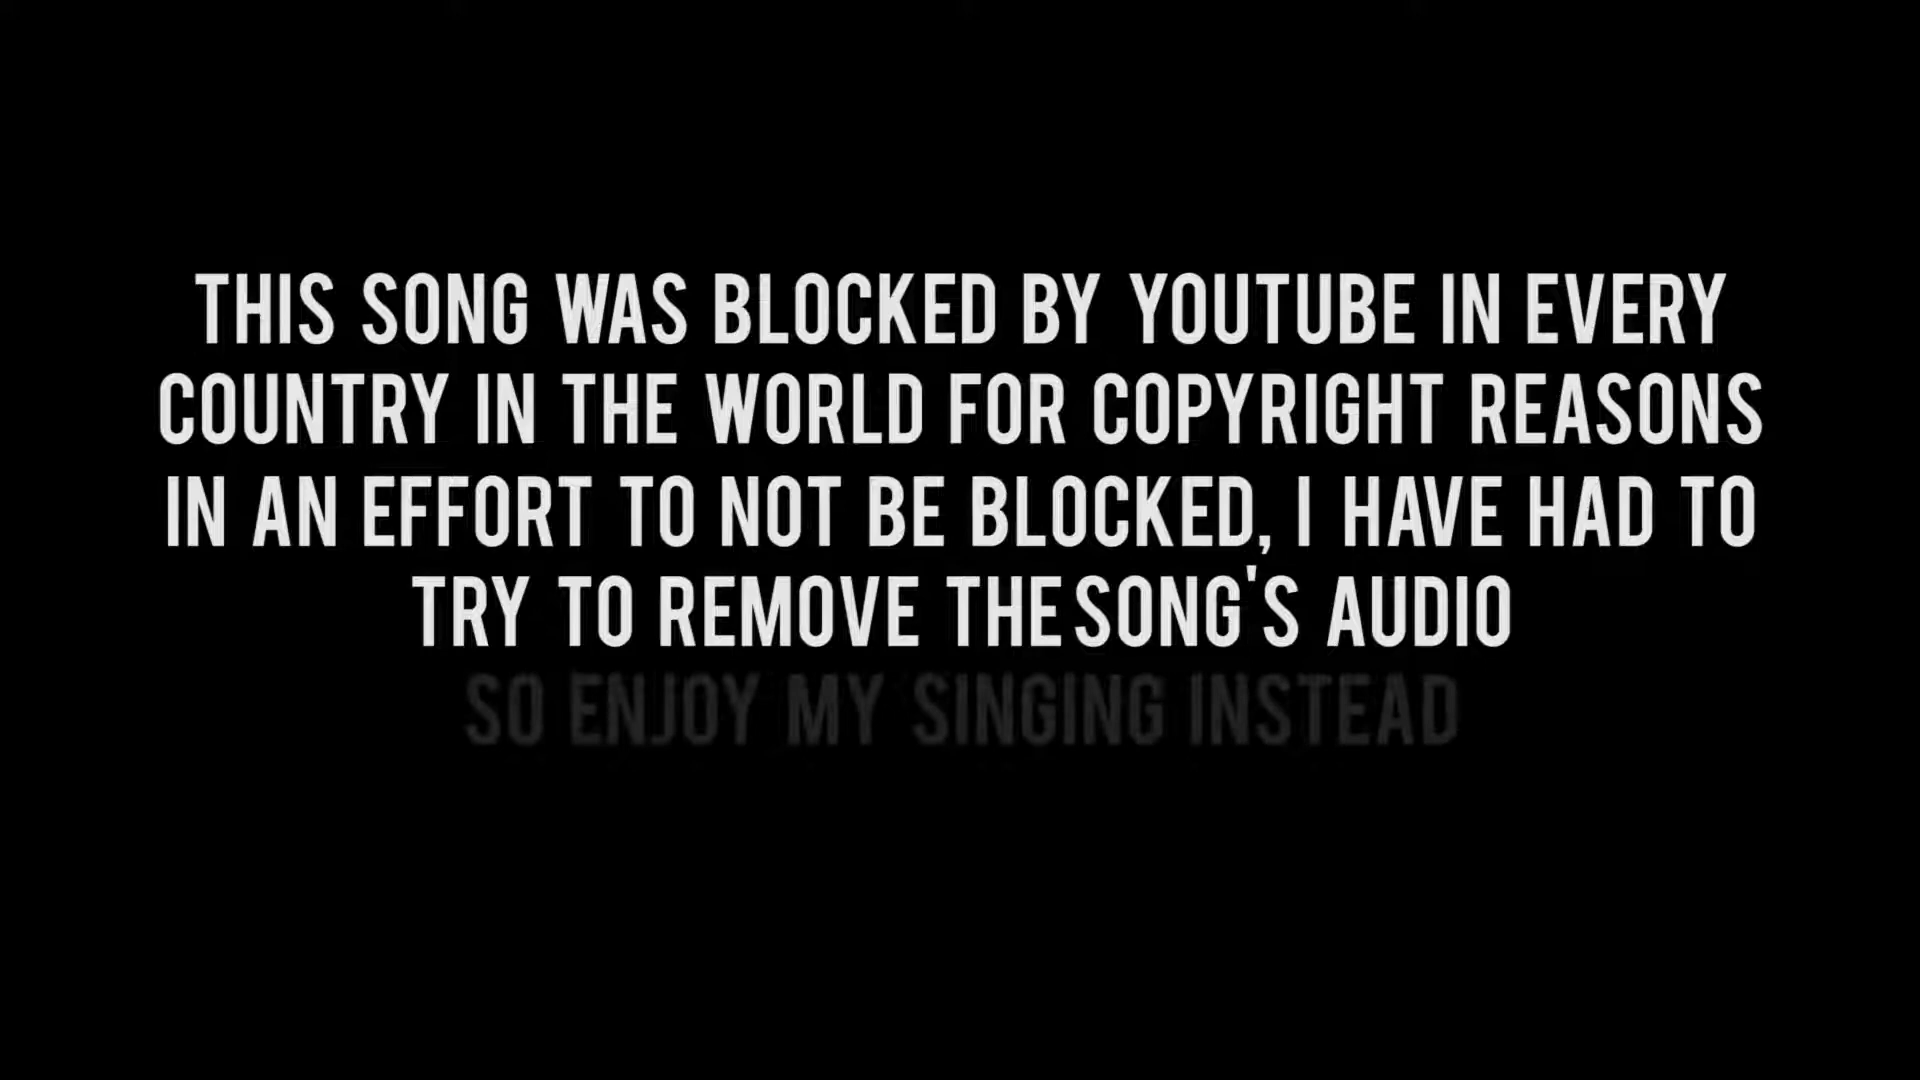 THIS SONG WAS BLOCKED BY YOUTUBE IN EVERY
COUNTRY IN THE WORLD FOR COPYRIGHT REASONS
IN AN EFFORT TO NOT BE BLOCKED, I HAVE HAD TO
TRY TO REMOVE THE SONG'S AUDIO
SO ENJOY MY SINGING INSTEAD